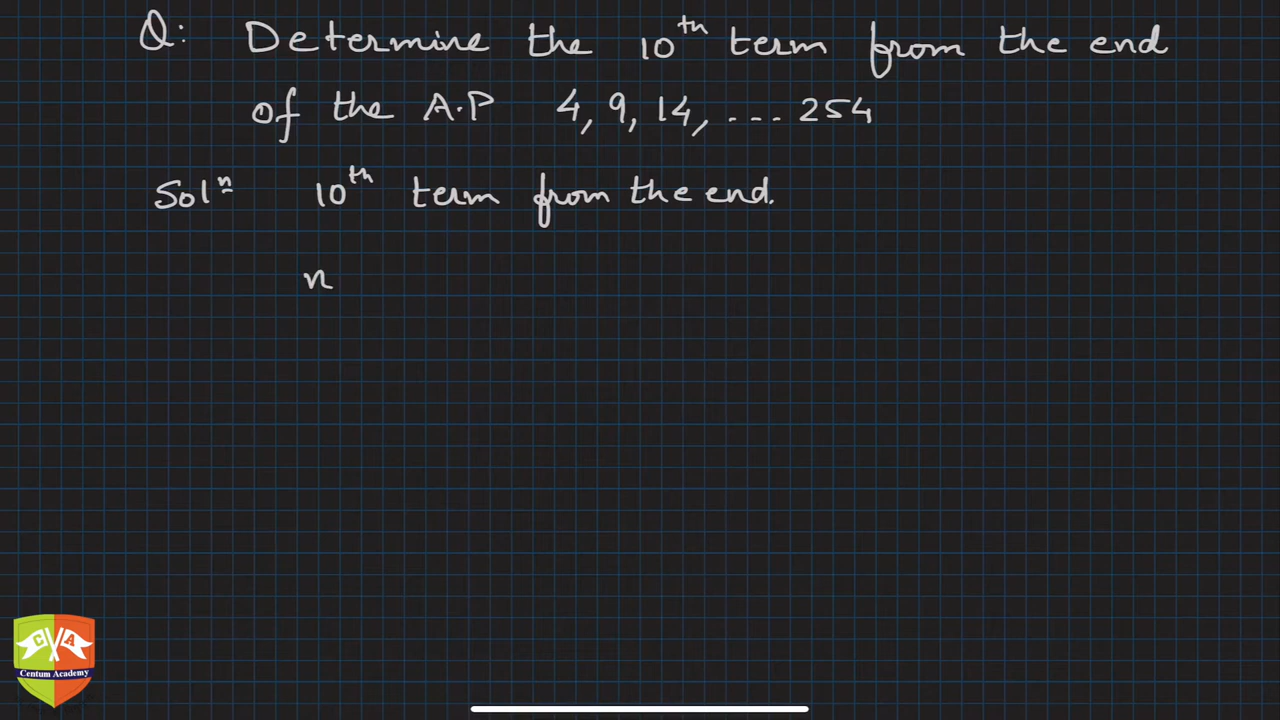 Q: Determine the 10th term from the end
of the A.P 4, 9, 14, ... 254
Solⁿ 10th term from the end.
n
C A
Centum Academy